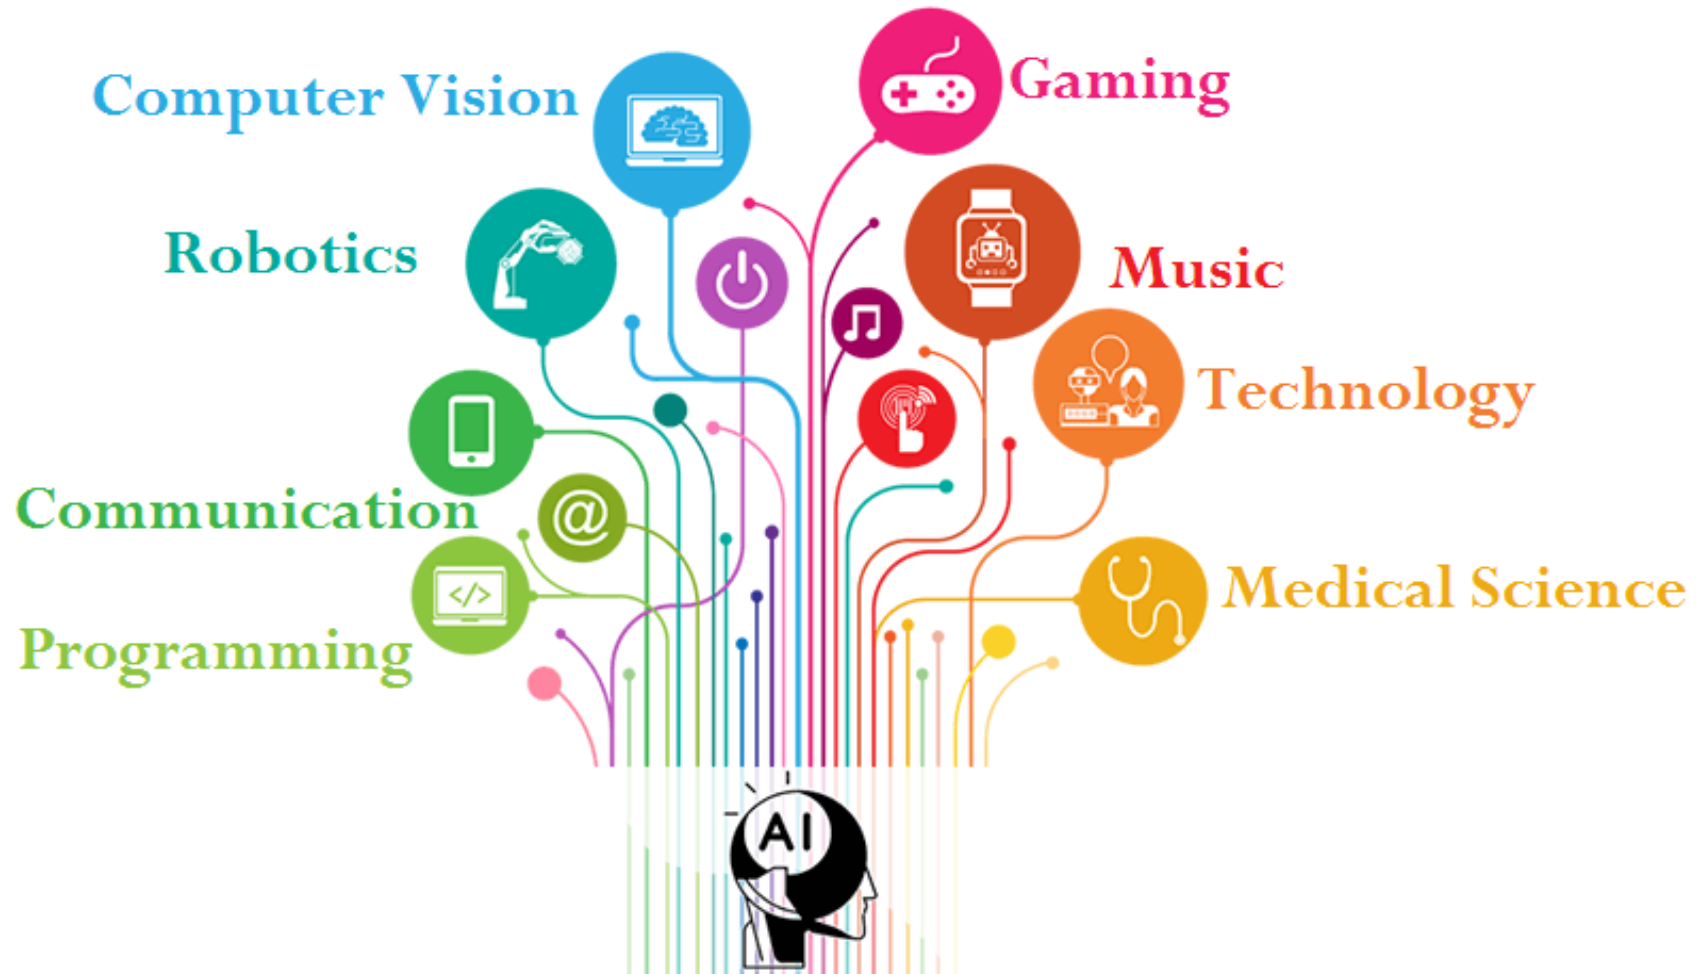 Gaming
Computer Vision
Robotics
Music
Technology
Communication
@
Medical Science
</>
Programming
AI